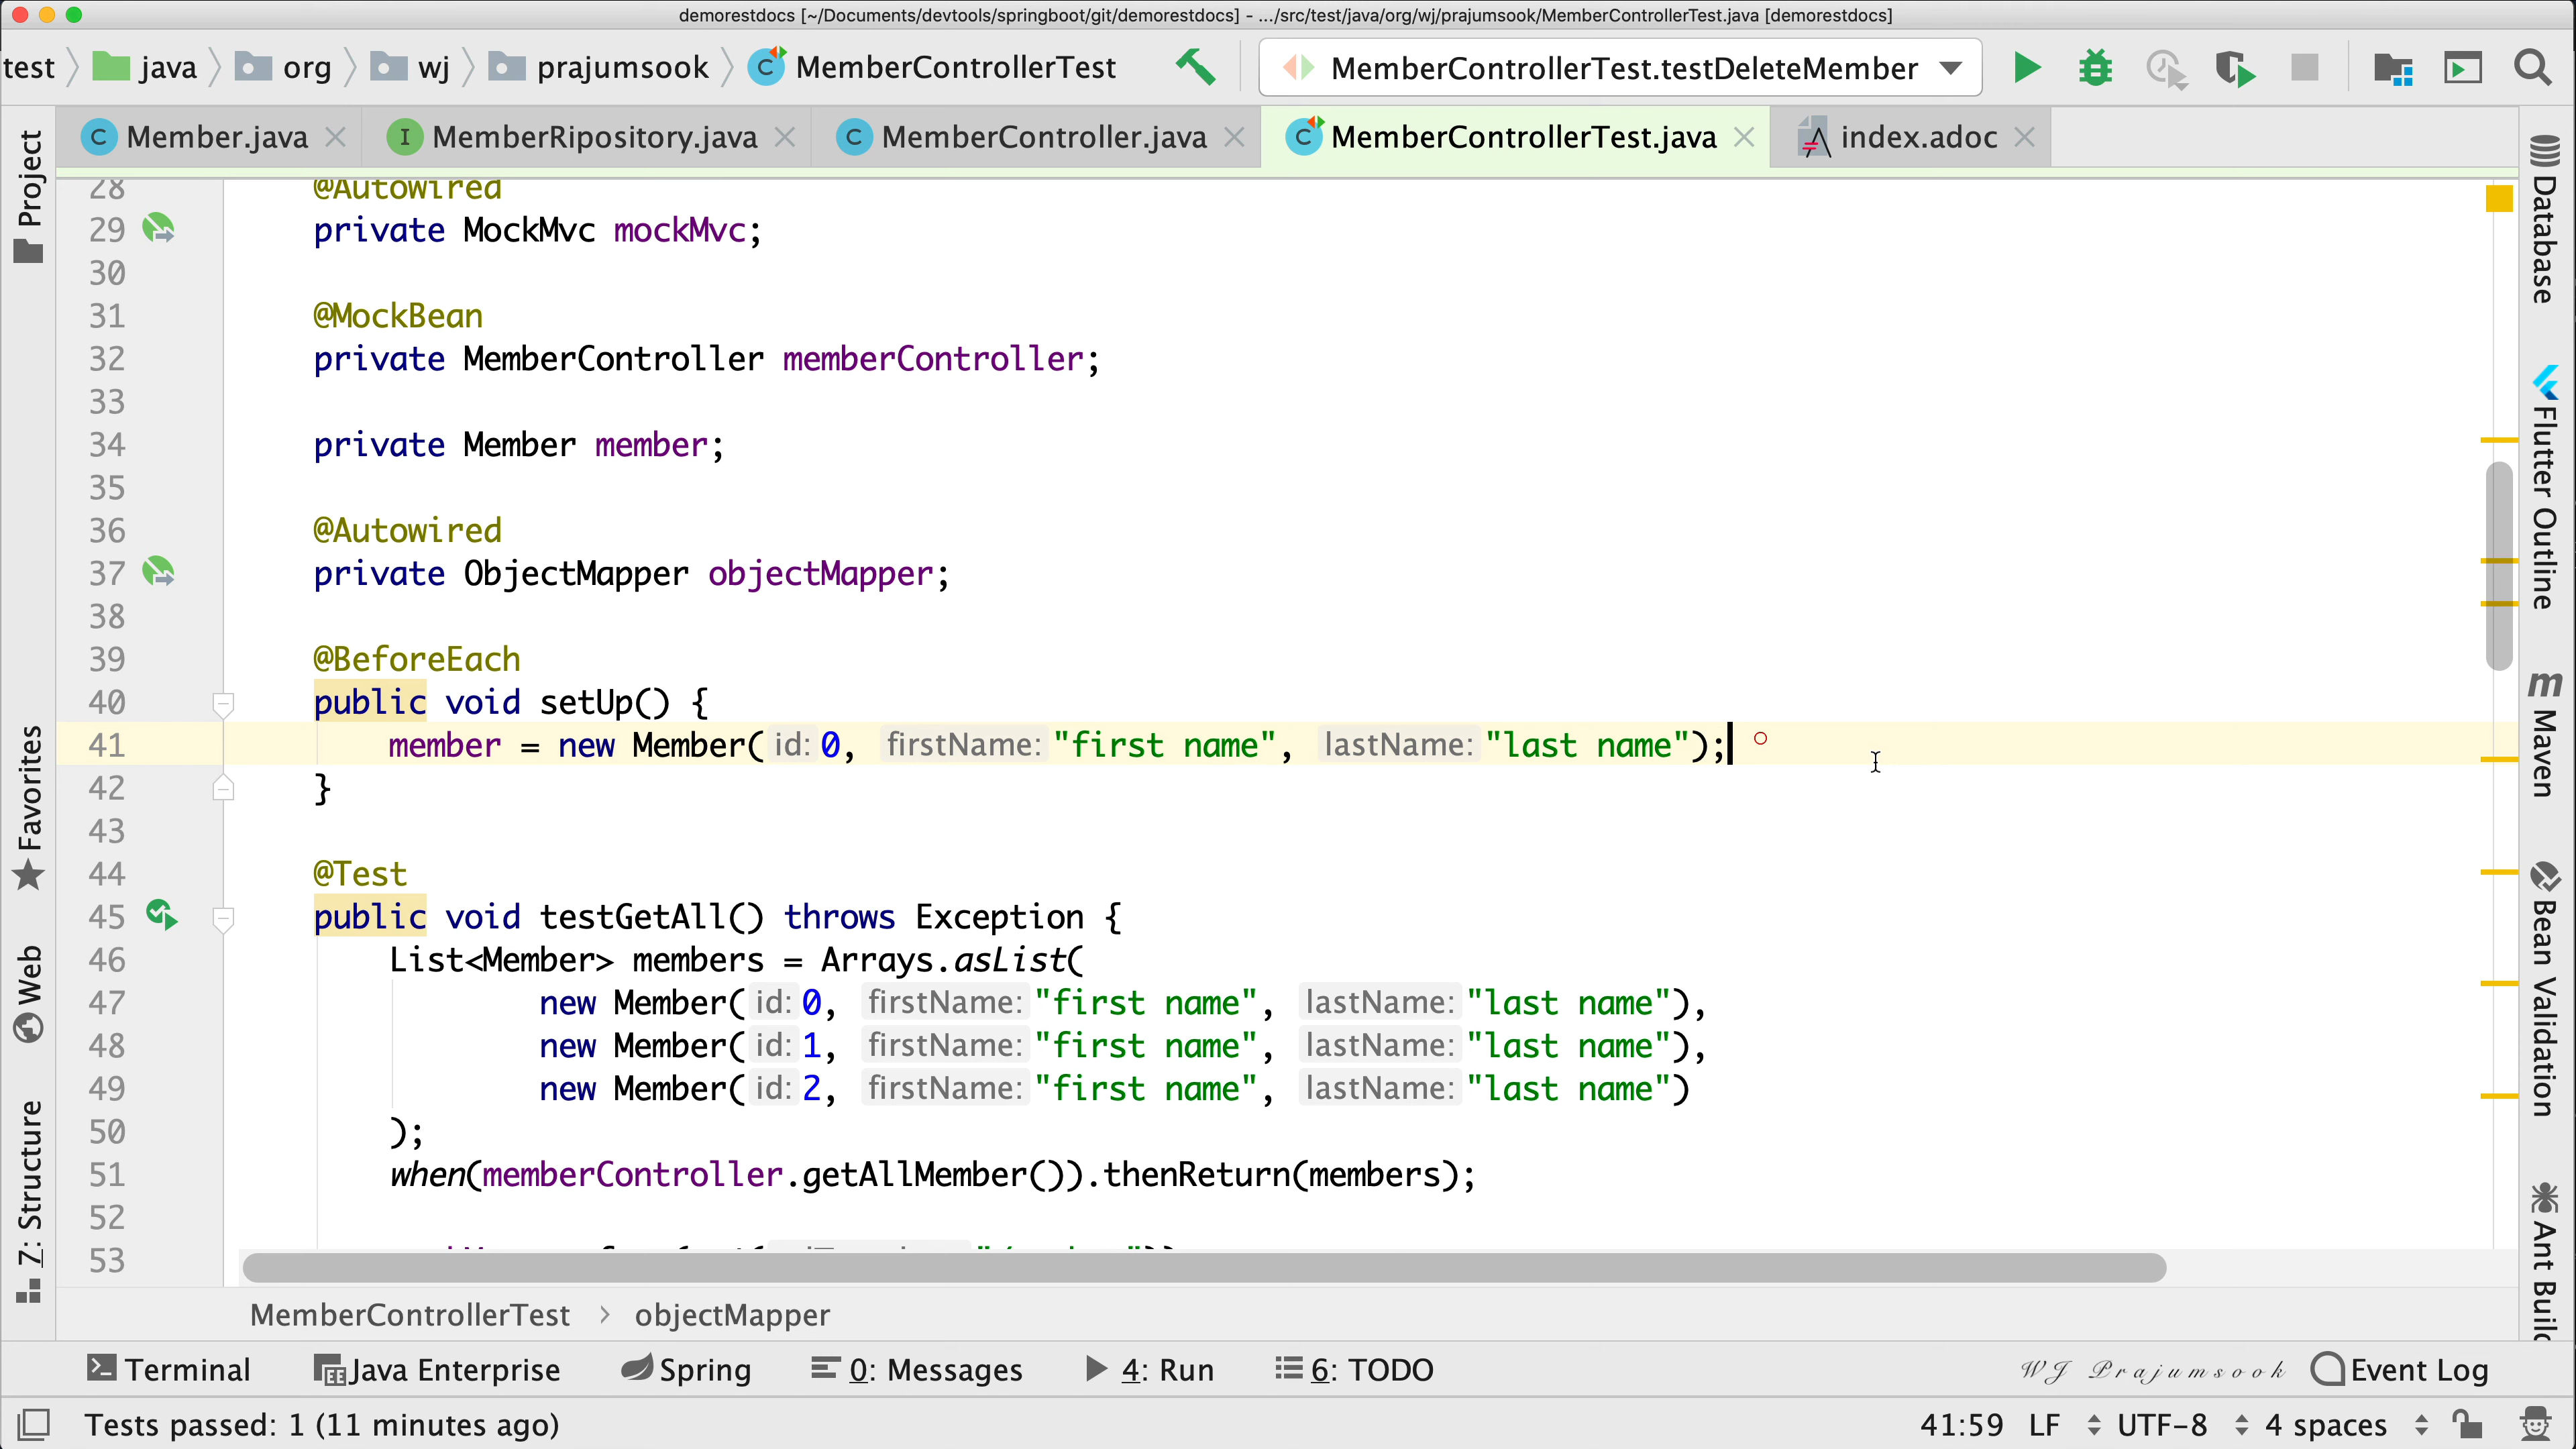 demorestdocs [~/Documents/devtools/springboot/git/demorestdocs] - .../src/test/java/org/wj/prajumsook/MemberControllerTest.java [demorestdocs]
test java org wj prajumsook MemberControllerTest MemberControllerTest.testDeleteMember
Member.java MemberRipository.java MemberController.java MemberControllerTest.java index.adoc
28 @Autowired
29 private MockMvc mockMvc;
30
31 @MockBean
32 private MemberController memberController;
33
34 private Member member;
35
36 @Autowired
37 private ObjectMapper objectMapper;
38
39 @BeforeEach
40 public void setUp() {
41 member = new Member( id: 0, firstName: "first name", lastName: "last name");
42 }
43
44 @Test
45 public void testGetAll() throws Exception {
46 List<Member> members = Arrays.asList(
47 new Member( id: 0, firstName: "first name", lastName: "last name"),
48 new Member( id: 1, firstName: "first name", lastName: "last name"),
49 new Member( id: 2, firstName: "first name", lastName: "last name")
50 );
51 when(memberController.getAllMember()).thenReturn(members);
52
53
Project
Favorites
Web
Z: Structure
Database
Flutter Outline
m Maven
Bean Validation
Ant Build
MemberControllerTest › objectMapper
Terminal Java Enterprise Spring 0: Messages 4: Run 6: TODO WJ Prajumsook Event Log
Tests passed: 1 (11 minutes ago) 41:59 LF UTF-8 4 spaces